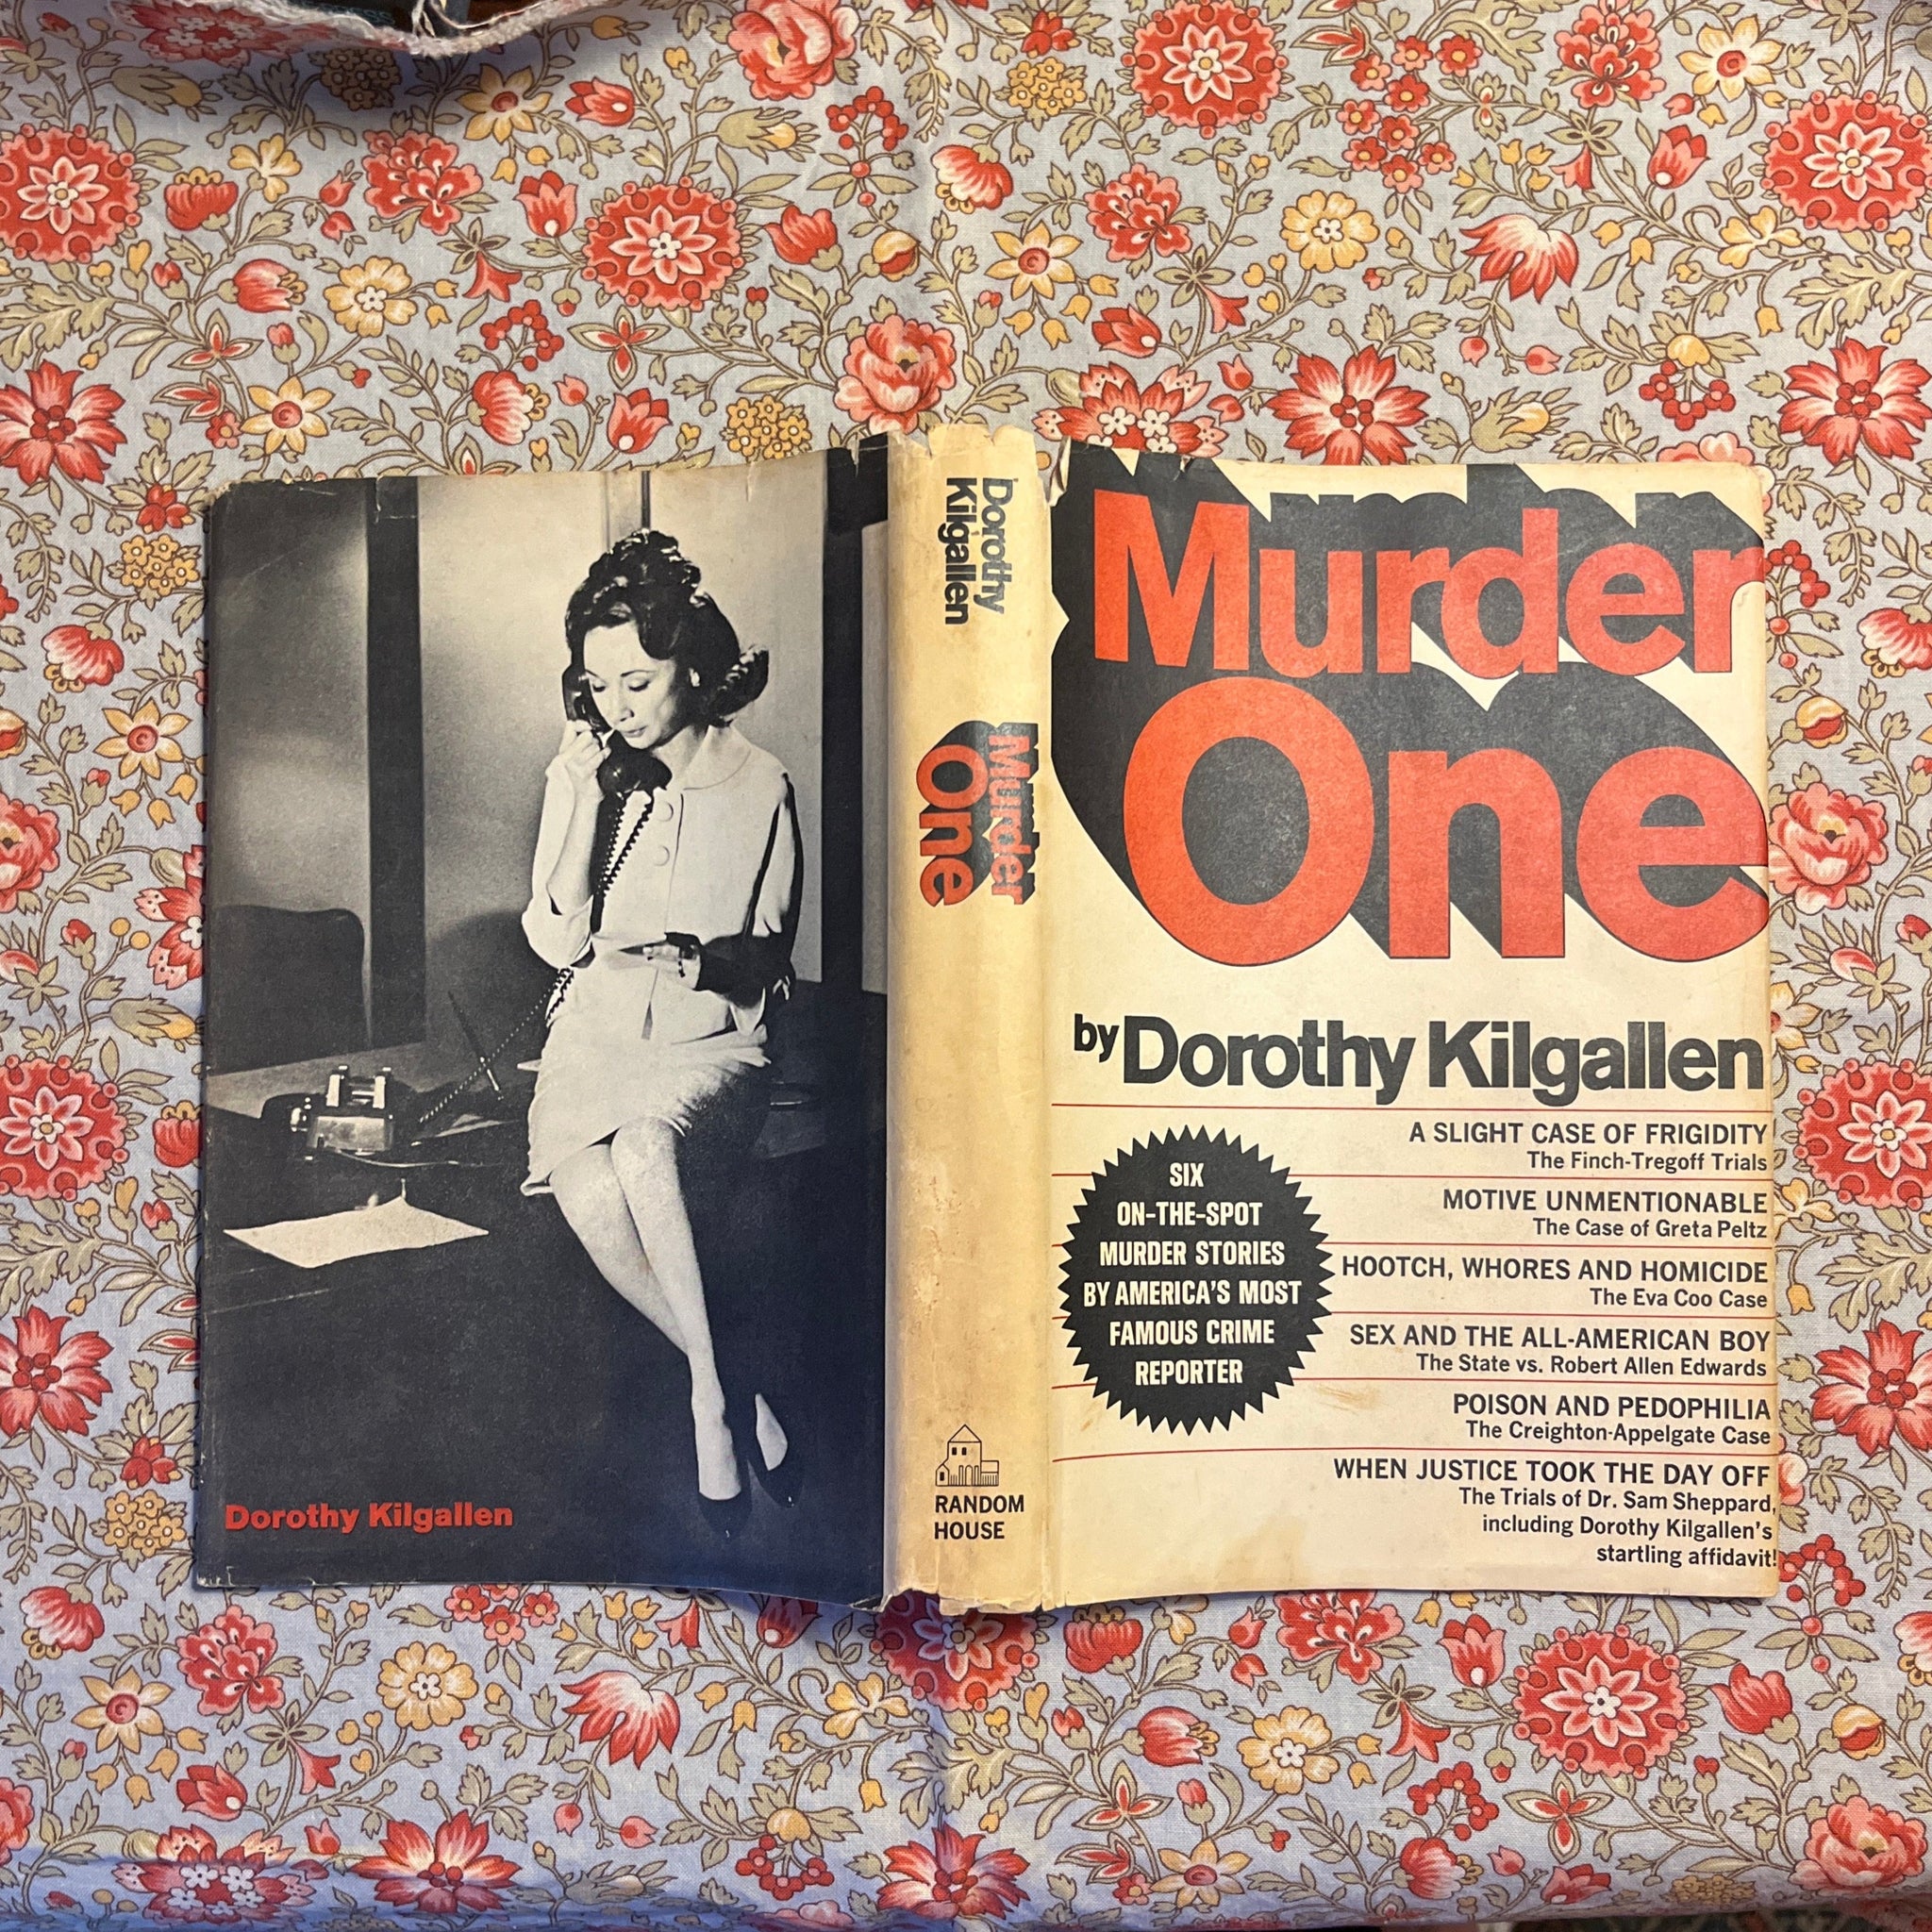 Dorothy Kilgallen
Dorothy
Kilgallen
Murder
One
RANDOM
HOUSE
Murder
One
by Dorothy Kilgallen
SIX
ON-THE-SPOT
MURDER STORIES
BY AMERICA'S MOST
FAMOUS CRIME
REPORTER
A SLIGHT CASE OF FRIGIDITY
The Finch-Tregoff Trials
MOTIVE UNMENTIONABLE
The Case of Greta Peltz
HOOTCH, WHORES AND HOMICIDE
The Eva Coo Case
SEX AND THE ALL-AMERICAN BOY
The State vs. Robert Allen Edwards
POISON AND PEDOPHILIA
The Creighton-Appelgate Case
WHEN JUSTICE TOOK THE DAY OFF
The Trials of Dr. Sam Sheppard,
including Dorothy Kilgallen's
startling affidavit!